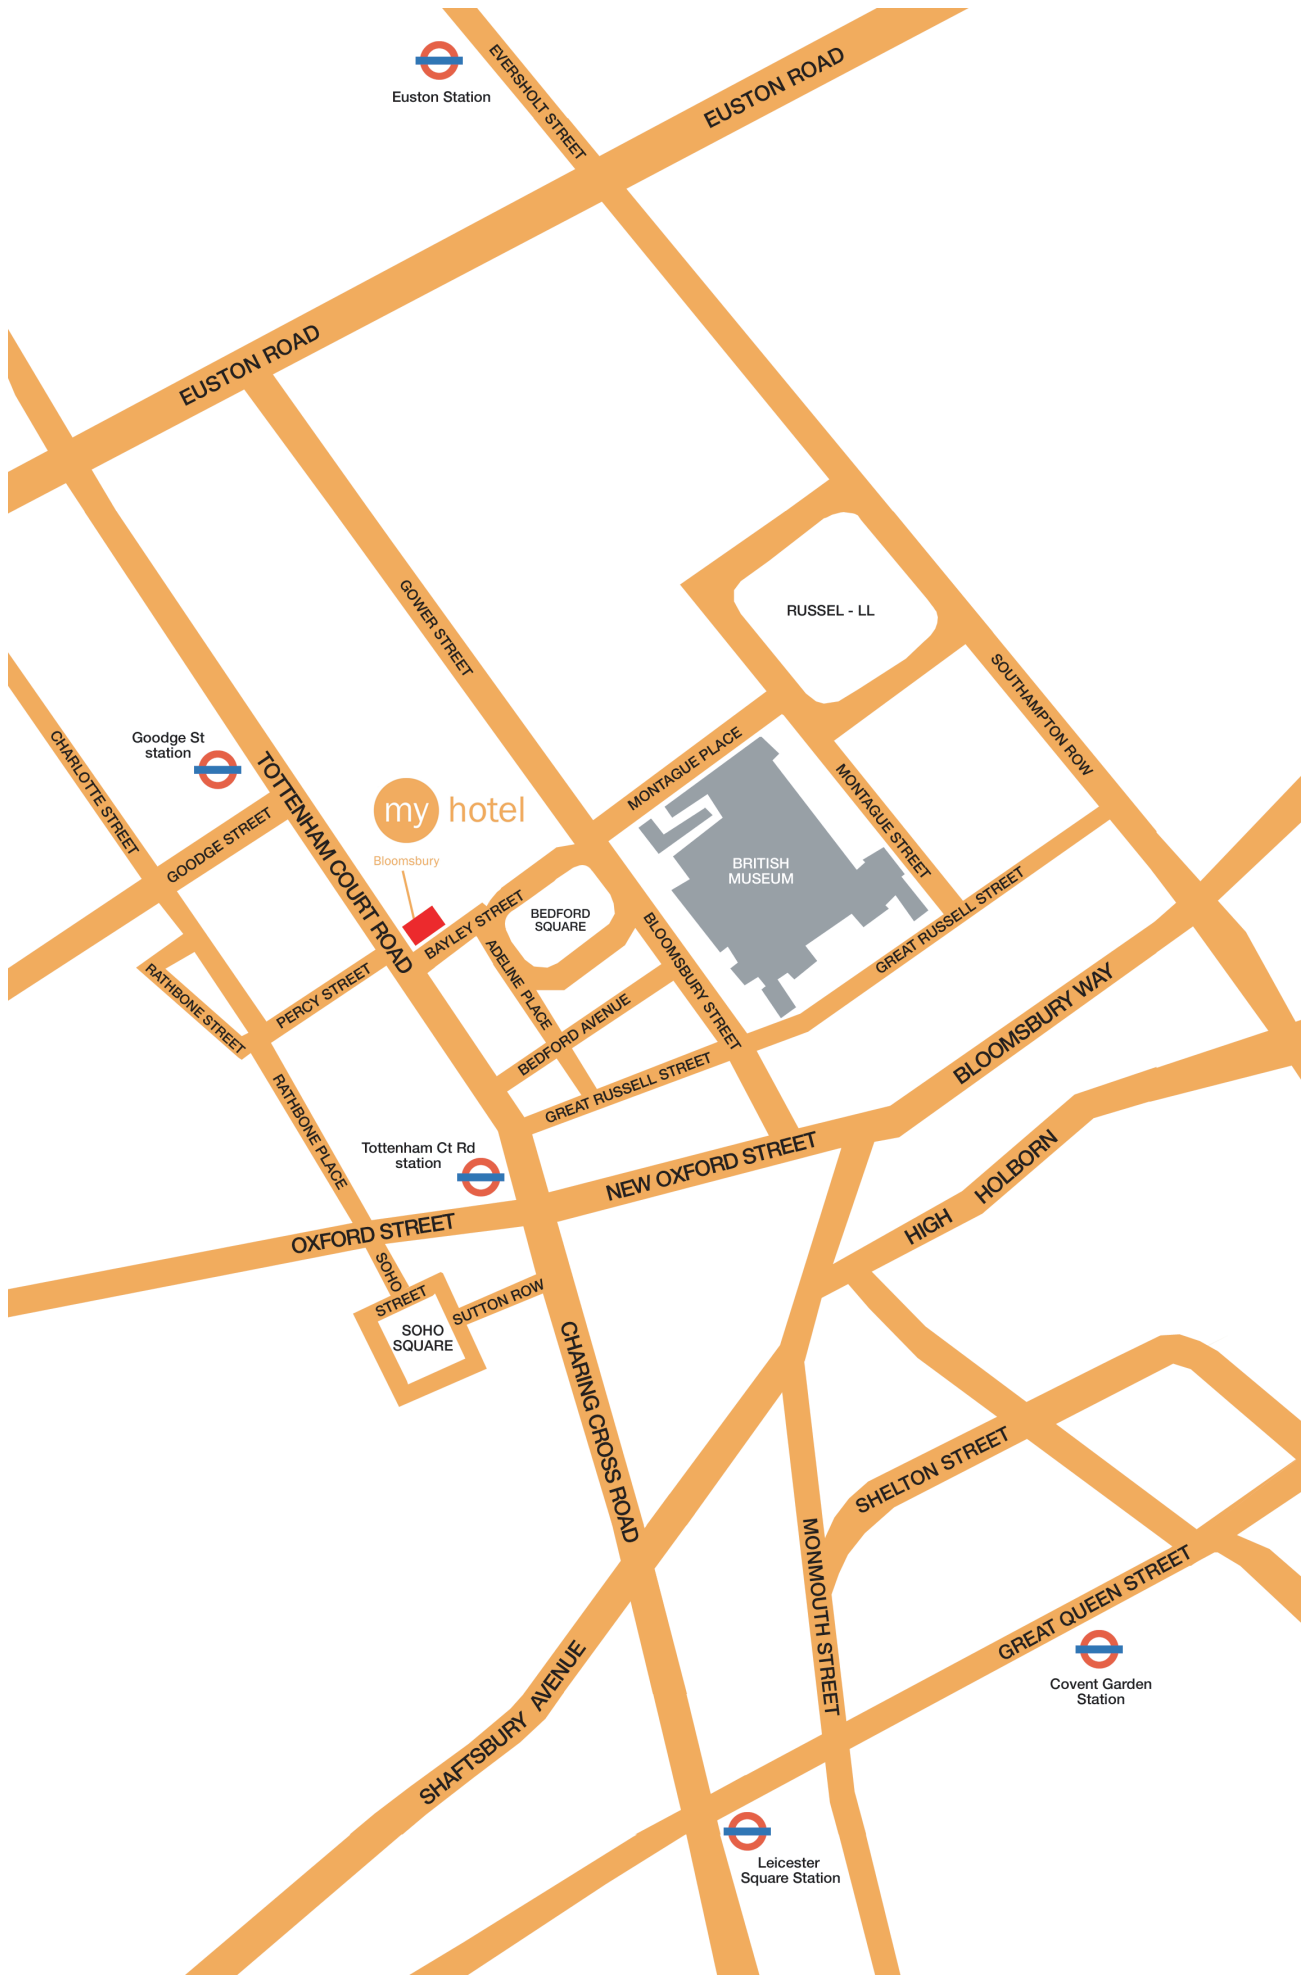 EVERSHOLT STREET
EUSTON ROAD
Euston Station
EUSTON ROAD
GOWER STREET
RUSSEL - LL
SOUTHAMPTON ROW
Goodge St
station
CHARLOTTE STREET
TOTTENHAM COURT ROAD
GOODGE STREET
my hotel
Bloomsbury
MONTAGUE PLACE
MONTAGUE STREET
BRITISH
MUSEUM
BAYLEY STREET
BEDFORD
SQUARE
ADELINE PLACE
BLOOMSBURY STREET
GREAT RUSSELL STREET
RATHBONE STREET
PERCY STREET
BEDFORD AVENUE
GREAT RUSSELL STREET
BLOOMSBURY WAY
RATHBONE PLACE
Tottenham Ct Rd
station
NEW OXFORD STREET
HIGH HOLBORN
OXFORD STREET
SOHO
STREET
SUTTON ROW
SOHO
SQUARE
CHARING CROSS ROAD
SHELTON STREET
MONMOUTH STREET
GREAT QUEEN STREET
SHAFTSBURY AVENUE
Covent Garden
Station
Leicester
Square Station